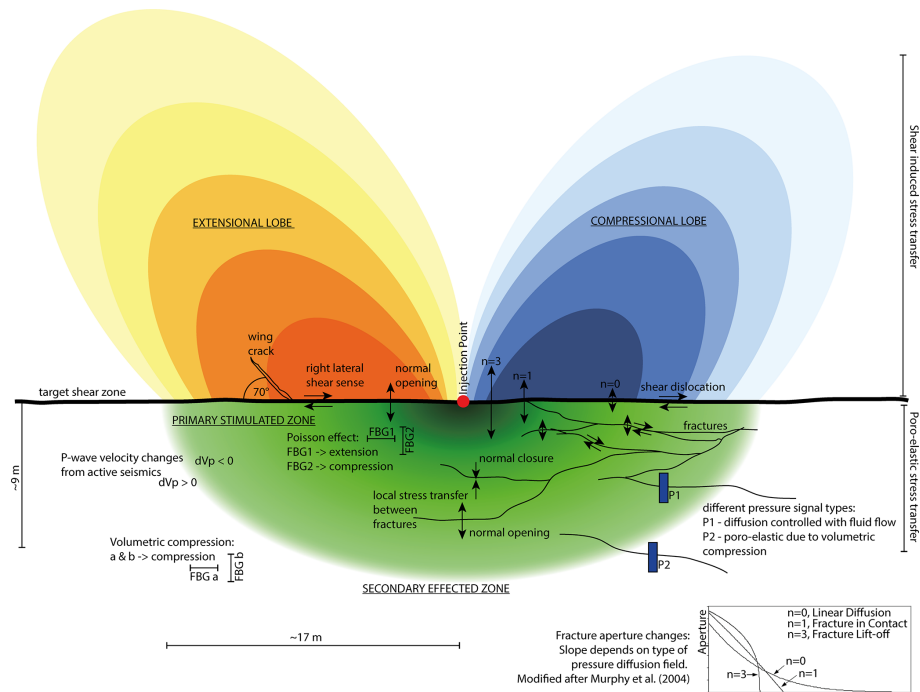 EXTENSIONAL LOBE
COMPRESSIONAL LOBE
Shear induced
stress transfer
Injection Point
wing
crack
70°
right lateral
shear sense
normal
opening
n=3
n=1
n=0
shear dislocation
target shear zone
PRIMARY STIMULATED ZONE
Poisson effect:
FBG1 -> extension
FBG2 -> compression
FBG1
FBG2
fractures
normal closure
P-wave velocity changes
from active seismics
dVp < 0
dVp > 0
~9 m
local stress transfer
between
fractures
normal opening
P1
different pressure signal types:
P1 - diffusion controlled with fluid flow
P2 - poro-elastic due to volumetric
compression
Poro-elastic stress transfer
Volumetric compression:
a & b -> compression
FBG a
FBG b
P2
SECONDARY EFFECTED ZONE
~17 m
Fracture aperture changes:
Slope depends on type of
pressure diffusion field.
Modified after Murphy et al. (2004)
Aperture
n=0, Linear Diffusion
n=1, Fracture in Contact
n=3, Fracture Lift-off
n=3
n=0
n=1